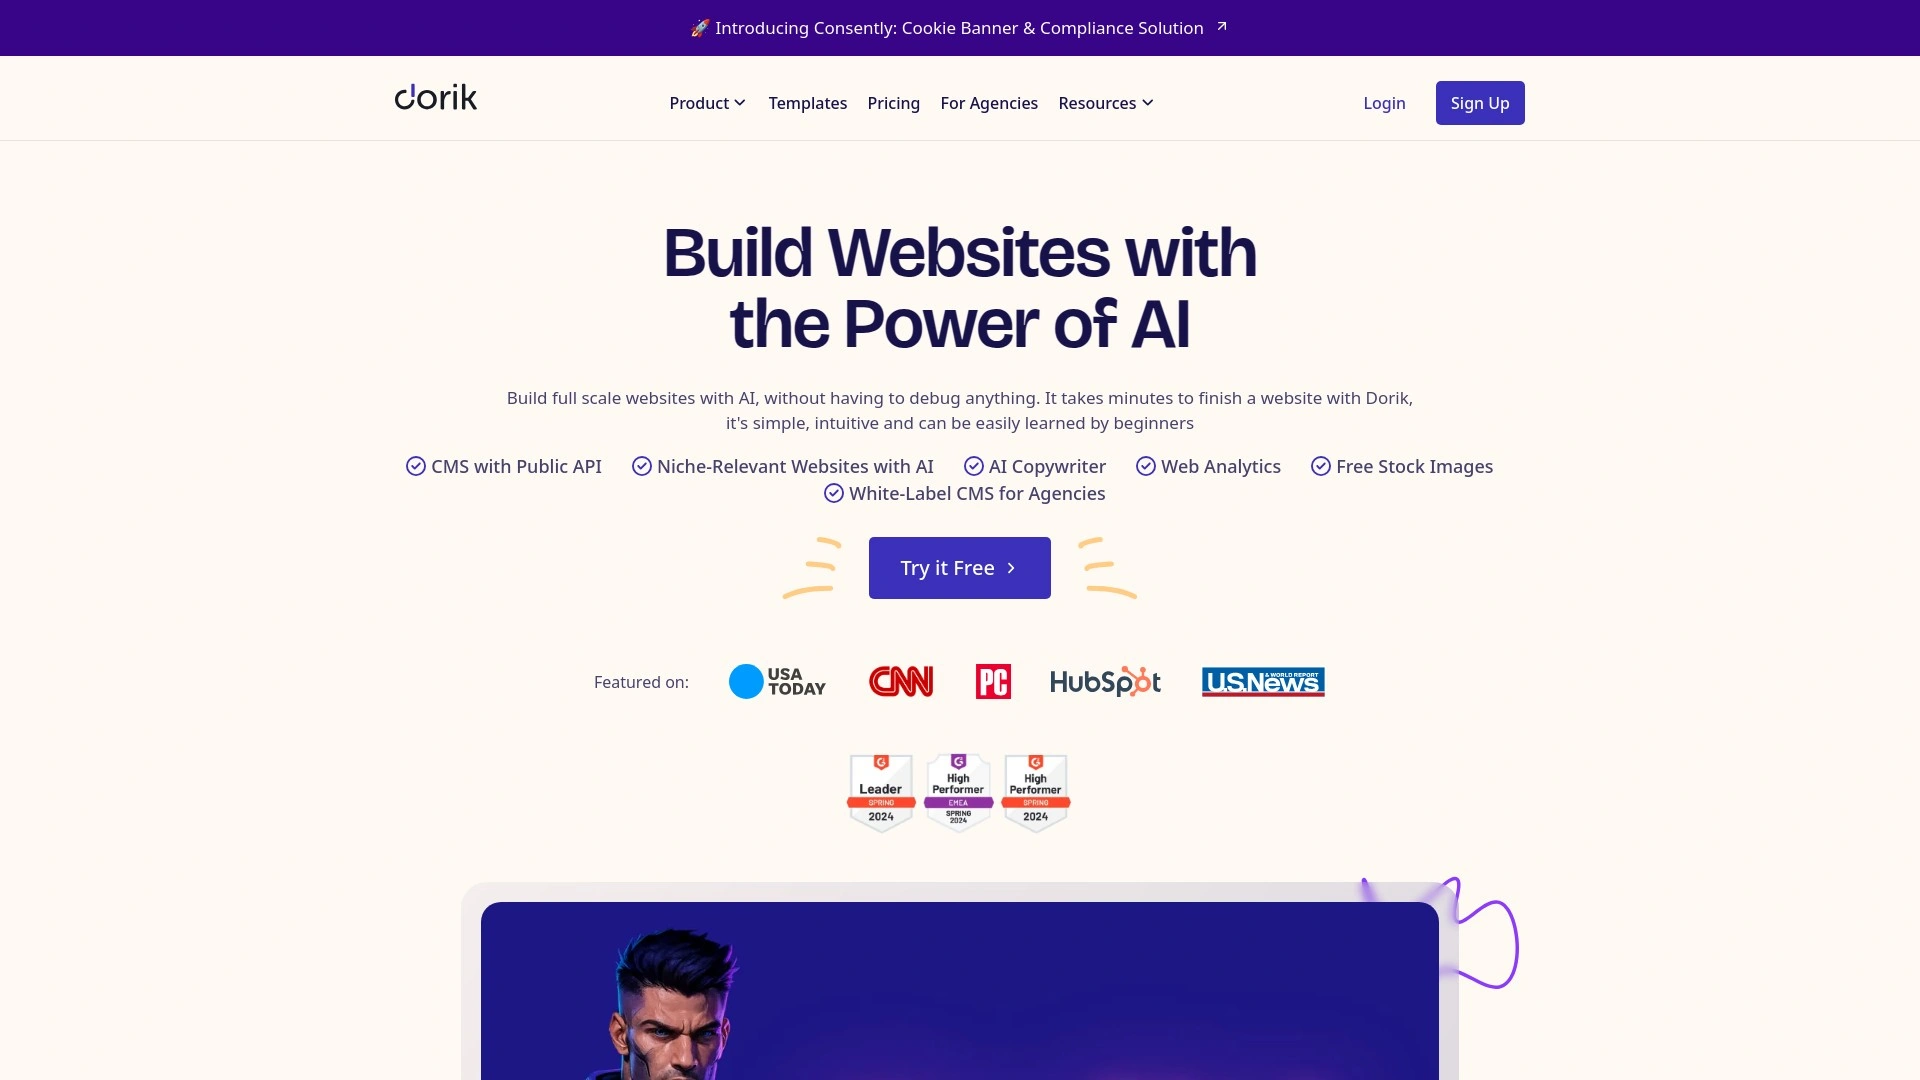 🚀 Introducing Consently: Cookie Banner & Compliance Solution
dorik
Product
Templates
Pricing
For Agencies
Resources
Login
Sign Up
Build Websites with
the Power of AI
Build full scale websites with AI, without having to debug anything. It takes minutes to finish a website with Dorik,
it's simple, intuitive and can be easily learned by beginners
CMS with Public API
Niche-Relevant Websites with AI
AI Copywriter
Web Analytics
Free Stock Images
White-Label CMS for Agencies
Try it Free
Featured on:
USA
TODAY
CNN
PC
HubSpot
U.S.News
& WORLD REPORT
Leader
SPRING
2024
High
Performer
EMEA
SPRING
2024
High
Performer
SPRING
2024